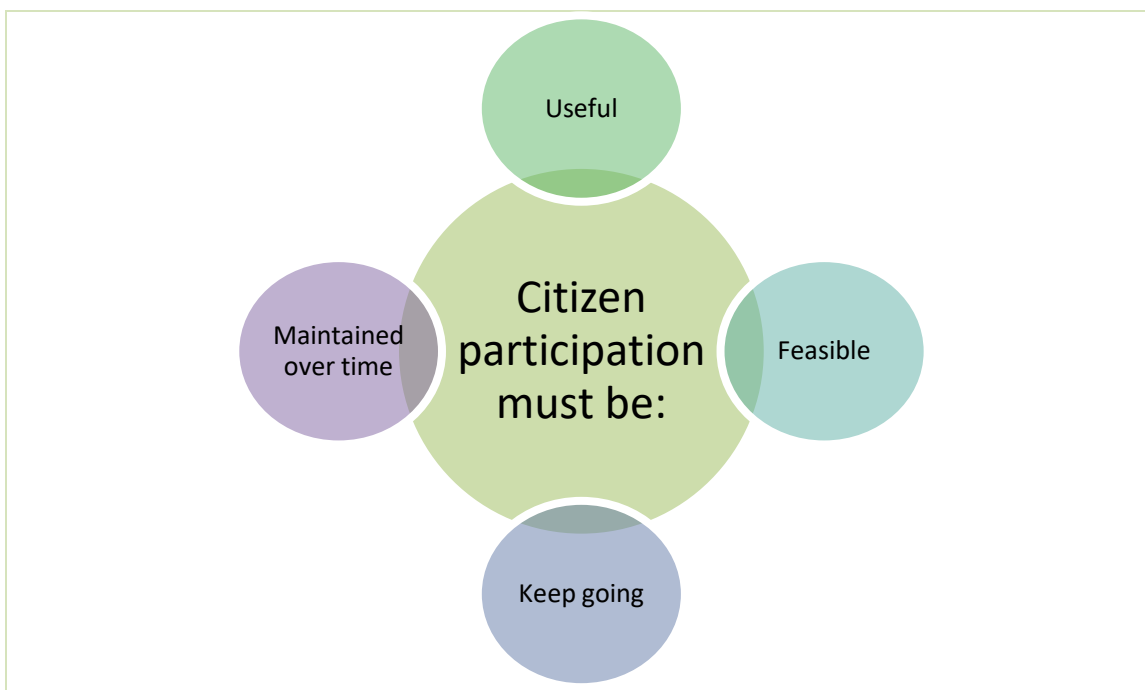 Useful
Citizen
participation
must be:
Maintained
over time
Feasible
Keep going